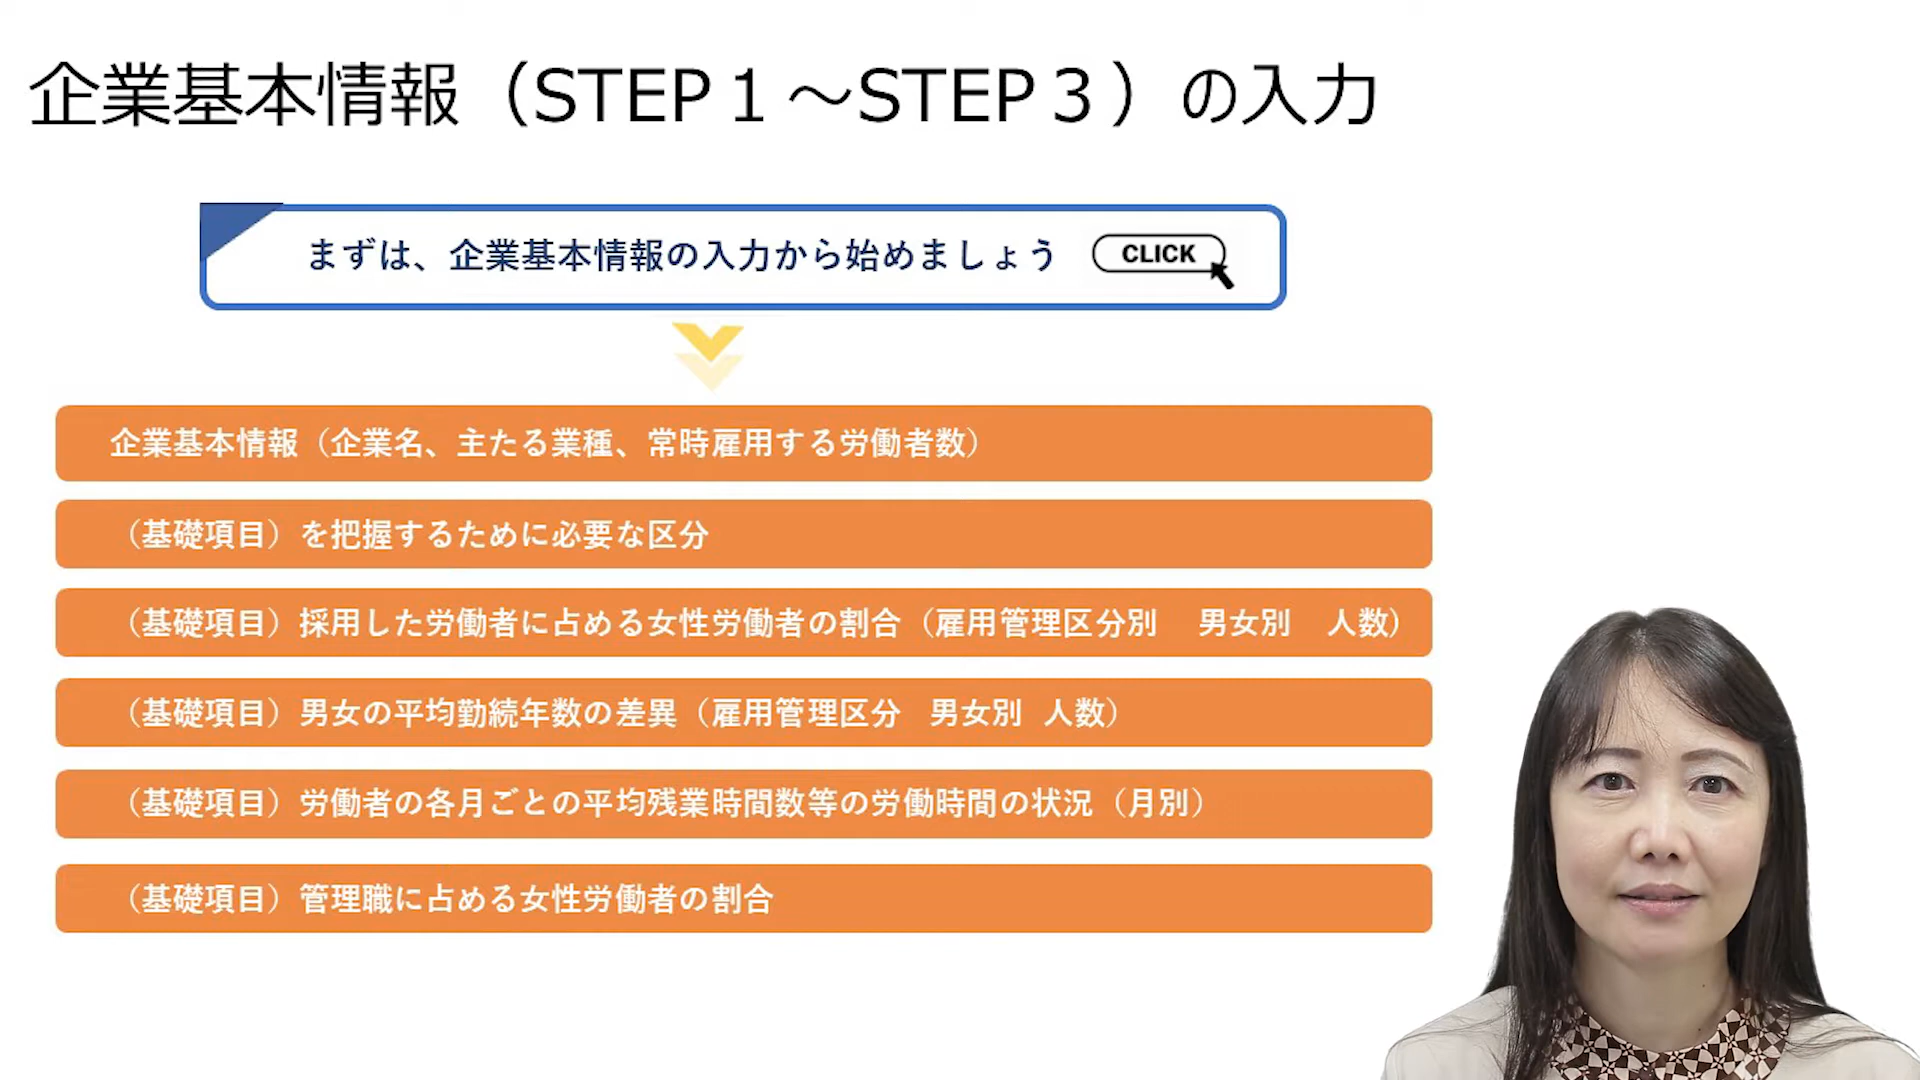 企業基本情報（STEP１～STEP３）の入力
まずは、企業基本情報の入力から始めましょう CLICK
企業基本情報（企業名、主たる業種、常時雇用する労働者数）
（基礎項目）を把握するために必要な区分
（基礎項目）採用した労働者に占める女性労働者の割合（雇用管理区分別　男女別　人数）
（基礎項目）男女の平均勤続年数の差異（雇用管理区分　男女別　人数）
（基礎項目）労働者の各月ごとの平均残業時間数等の労働時間の状況（月別）
（基礎項目）管理職に占める女性労働者の割合